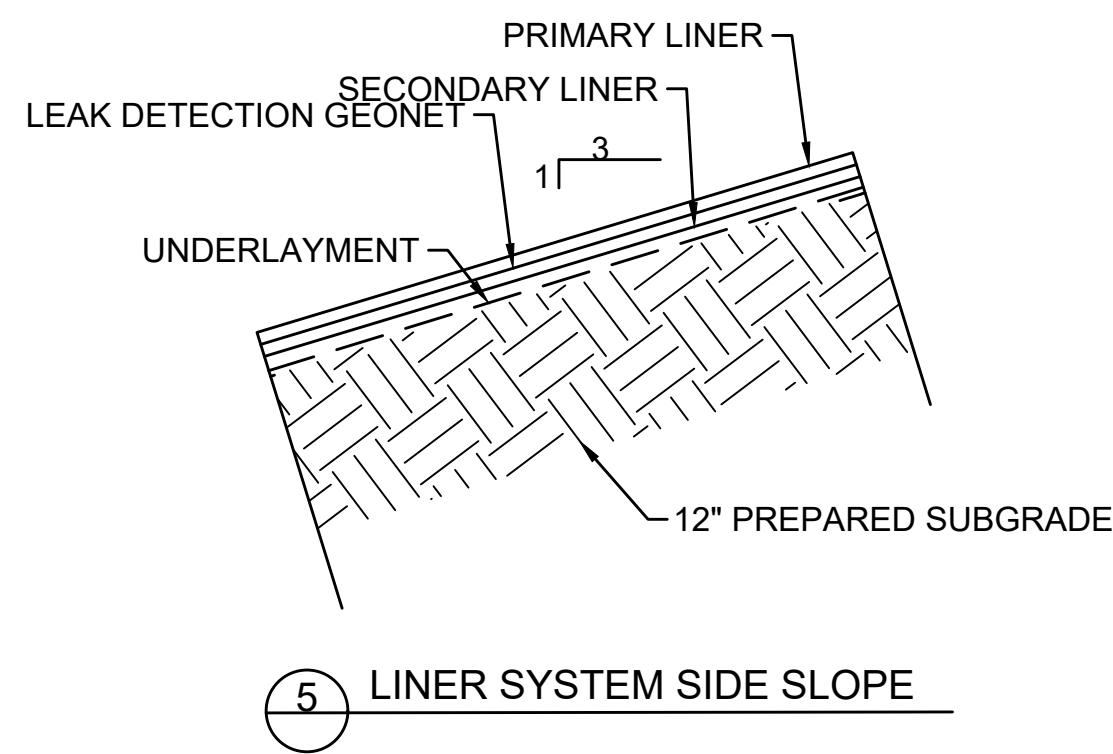 PRIMARY LINER
SECONDARY LINER
LEAK DETECTION GEONET
3
1
UNDERLAYMENT
12" PREPARED SUBGRADE
5
LINER SYSTEM SIDE SLOPE